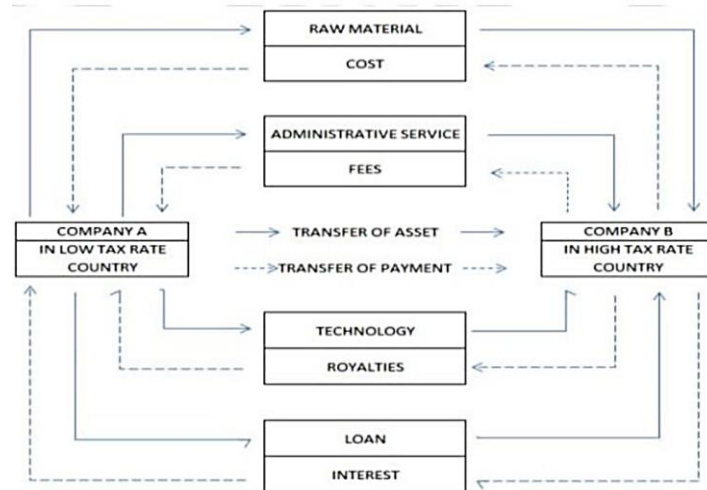 RAW MATERIAL
COST
ADMINISTRATIVE SERVICE
FEES
COMPANY A
IN LOW TAX RATE
COUNTRY
TRANSFER OF ASSET
TRANSFER OF PAYMENT
COMPANY B
IN HIGH TAX RATE
COUNTRY
TECHNOLOGY
ROYALTIES
LOAN
INTEREST